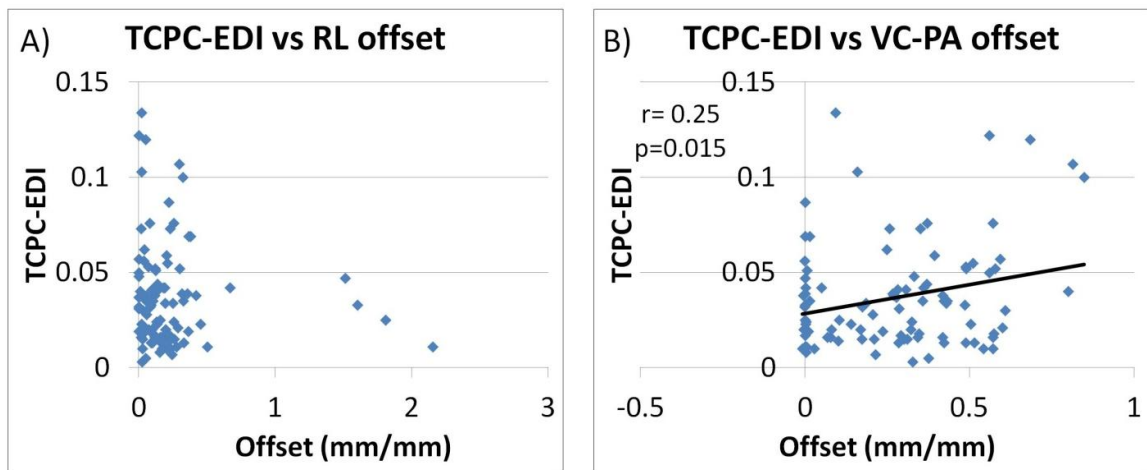 A) TCPC-EDI vs RL offset
TCPC-EDI
0.15
0.1
0.05
0
0 1 2 3
Offset (mm/mm)
B) TCPC-EDI vs VC-PA offset
TCPC-EDI
r= 0.25
p=0.015
0.15
0.1
0.05
0
-0.5 0 0.5 1
Offset (mm/mm)